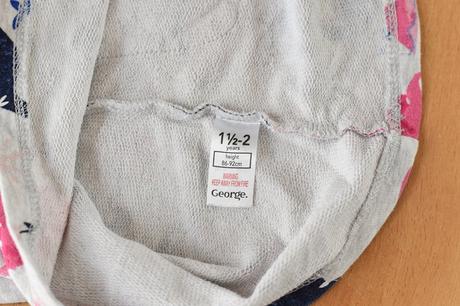 1½-2
years
height
86-92cm
WARNING
KEEP AWAY FROM FIRE
George.